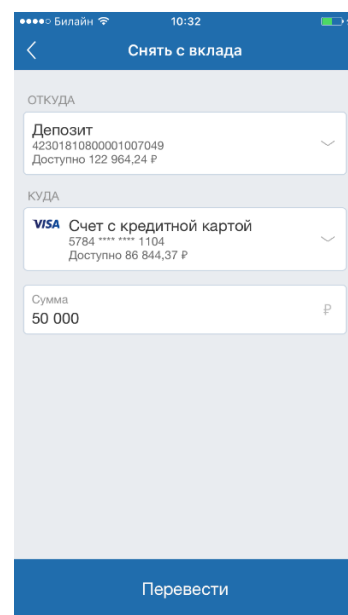 Билайн 10:32
Снять с вклада
ОТКУДА
Депозит
42301810800001007049
Доступно 122 964,24 ₽
КУДА
VISA Счет с кредитной картой
5784 **** **** 1104
Доступно 86 844,37 ₽
Сумма
50 000 ₽
Перевести